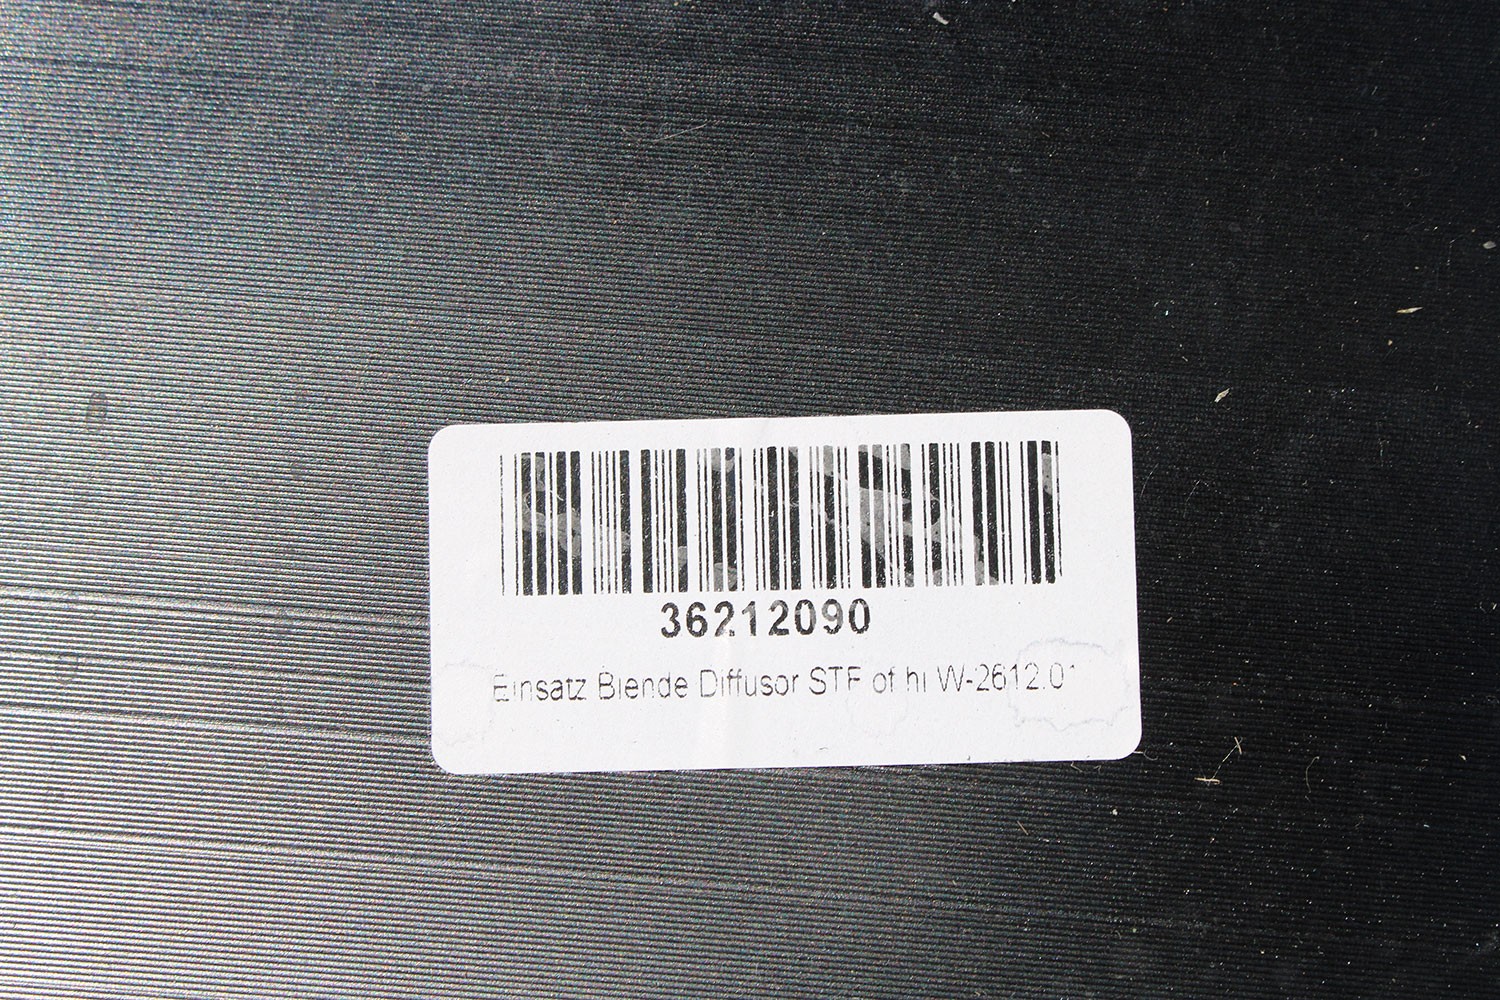 36212090
Einsatz Blende Diffusor STF of hi W-2612.01